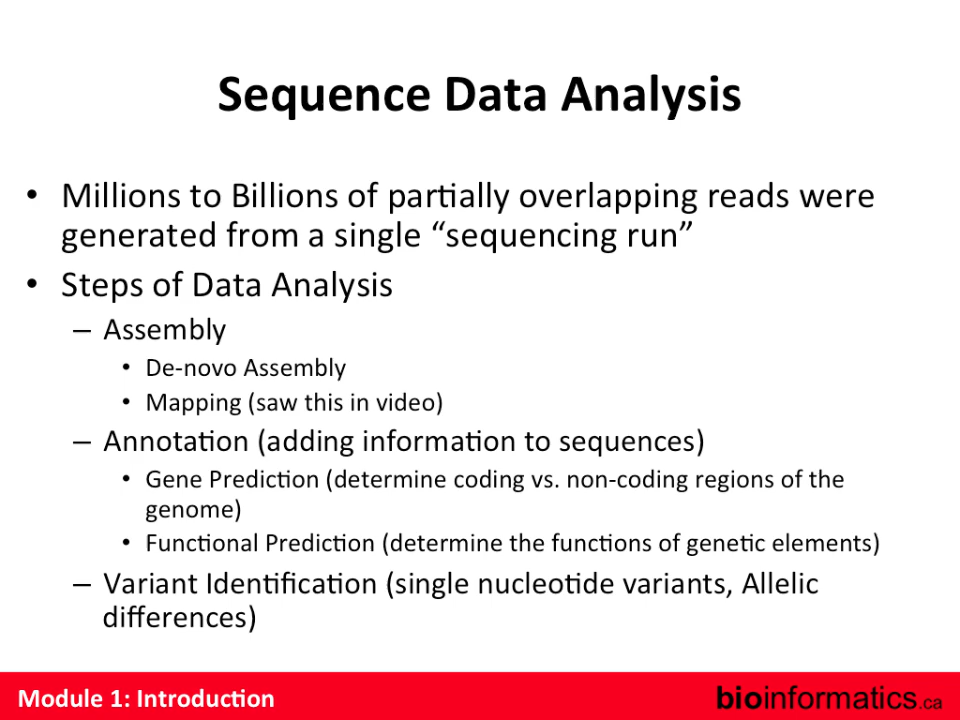 Sequence Data Analysis
• Millions to Billions of partially overlapping reads were
generated from a single “sequencing run”
• Steps of Data Analysis
– Assembly
• De-novo Assembly
• Mapping (saw this in video)
– Annotation (adding information to sequences)
• Gene Prediction (determine coding vs. non-coding regions of the
genome)
• Functional Prediction (determine the functions of genetic elements)
– Variant Identification (single nucleotide variants, Allelic
differences)
Module 1: Introduction
bioinformatics.ca